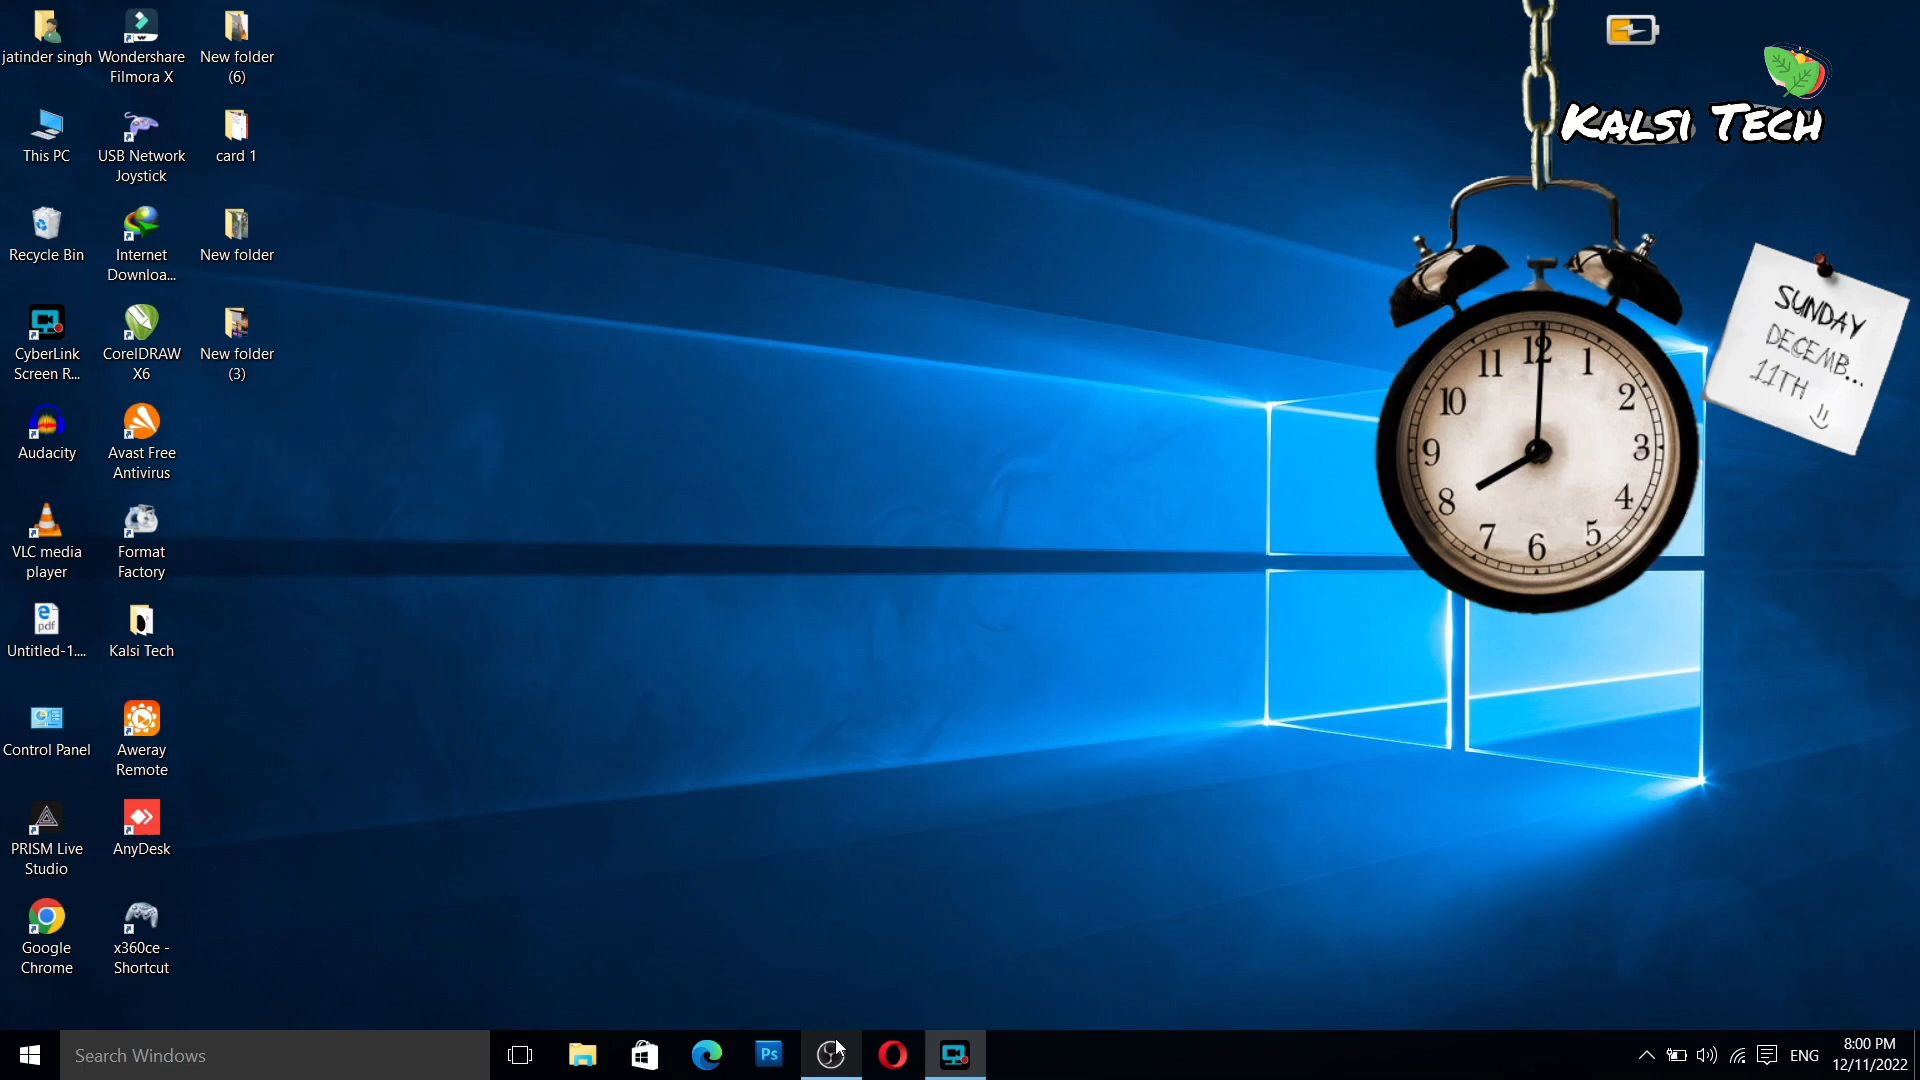 jatinder singh
Wondershare
Filmora X
New folder
(6)
This PC
USB Network
Joystick
card 1
Recycle Bin
Internet
Downloa...
New folder
CyberLink
Screen R...
CorelDRAW
X6
New folder
(3)
Audacity
Avast Free
Antivirus
VLC media
player
Format
Factory
pdf
Untitled-1....
Kalsi Tech
Control Panel
Aweray
Remote
PRISM Live
Studio
AnyDesk
Google
Chrome
x360ce -
Shortcut
KALSI TECH
SUNDAY
DECEMB...
11TH
12
1
2
3
4
5
6
7
8
9
10
11
Search Windows
Ps
ENG
8:00 PM
12/11/2022